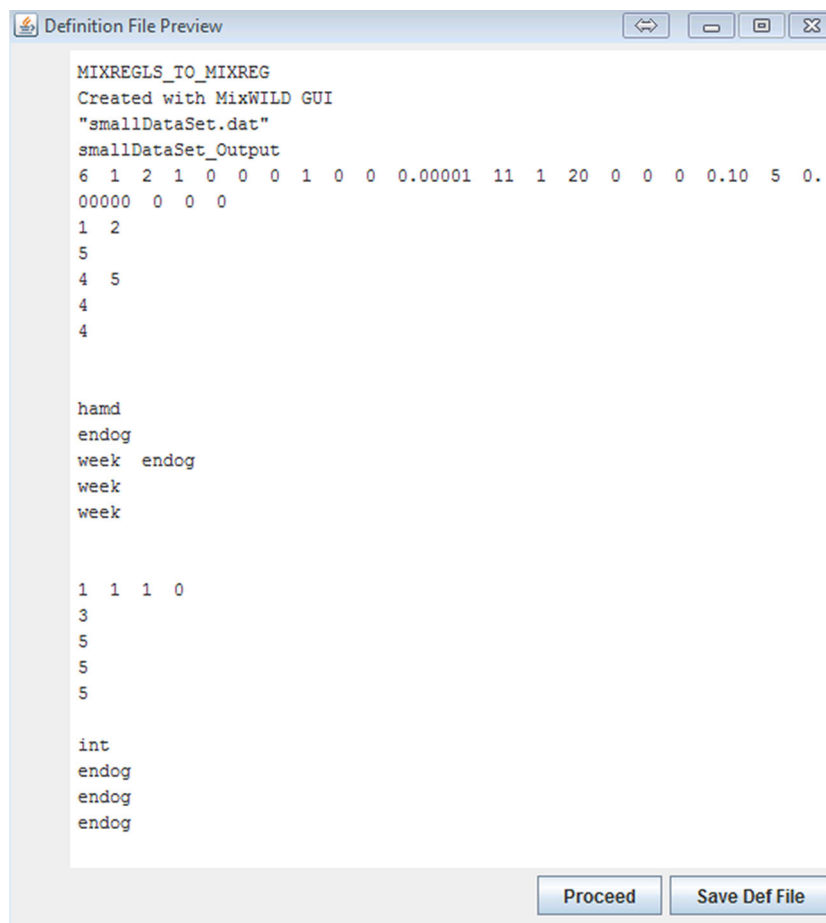 Definition File Preview
MIXREGLS_TO_MIXREG
Created with MixWILD GUI
"smallDataSet.dat"
smallDataSet_Output
6 1 2 1 0 0 0 1 0 0 0.00001 11 1 20 0 0 0 0.10 5 0.
00000 0 0 0
1 2
5
4 5
4
4
hamd
endog
week endog
week
week
1 1 1 0
3
5
5
5
int
endog
endog
endog
Proceed Save Def File